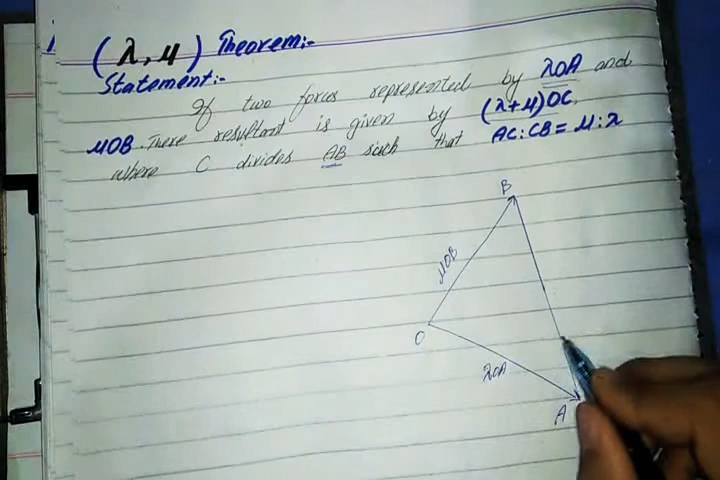 (λ, μ) Theorem:-
Statement:-
If two forces represented by λOA and
μOB. There resultant is given by (λ+μ)OC,
where C divides AB such that AC:CB = μ:λ
B
μOB
O
λOA
A